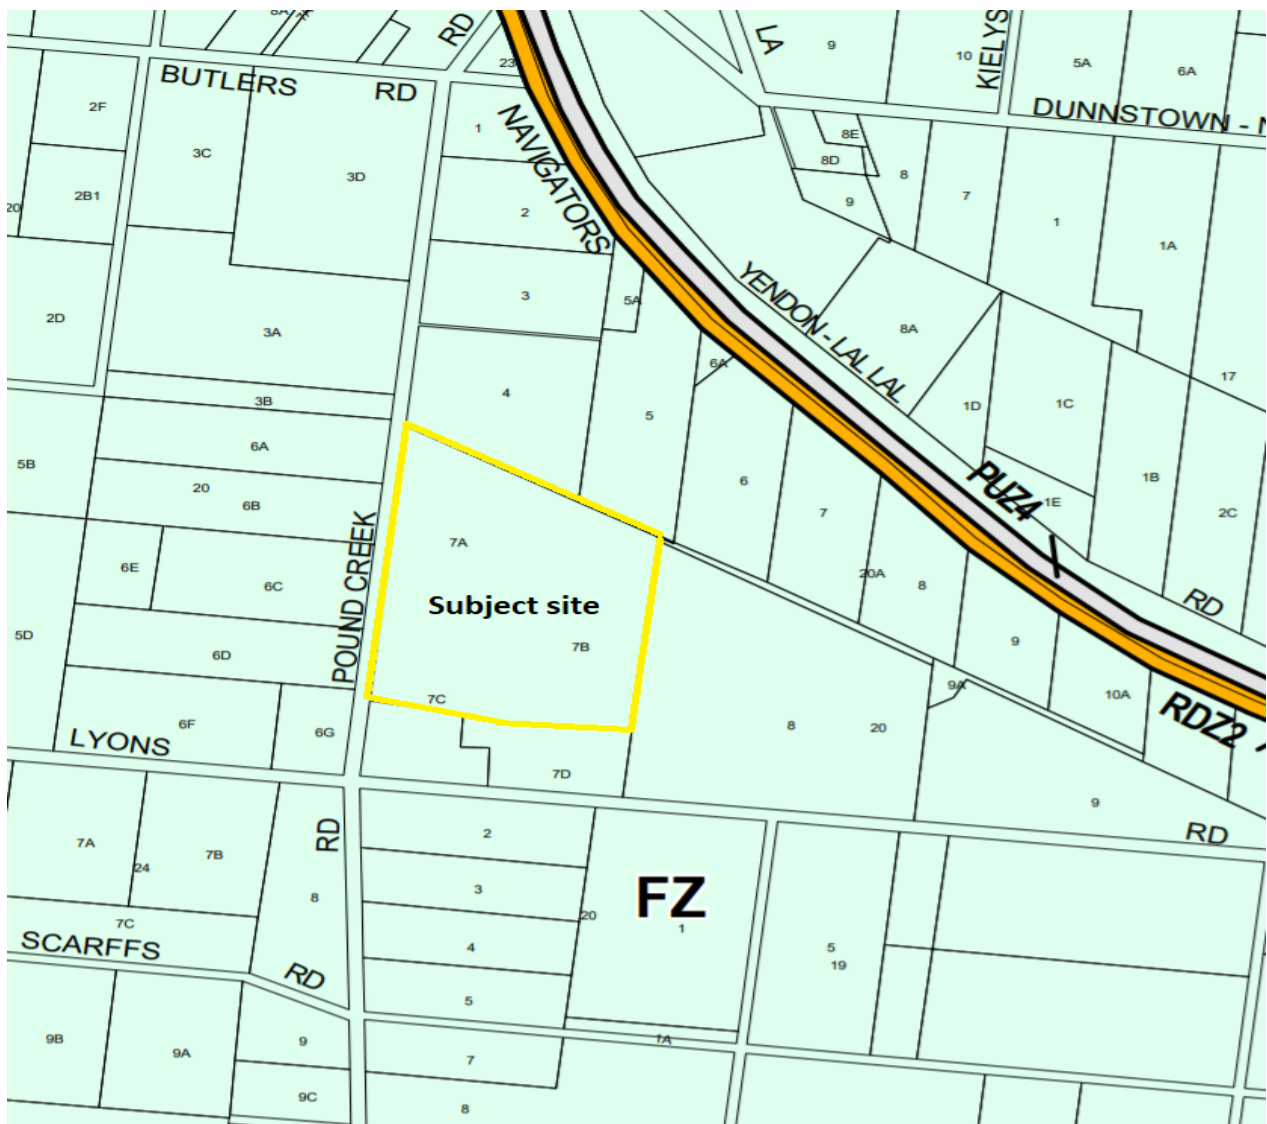 8A
RD
LA
9
10
KIELYS
5A
6A
23
BUTLERS RD
DUNNSTOWN - N
2F
3C
3D
1
NAVIGATORS
8E
8D
8
7
9
2B1
20
2
1
1A
2D
3
5A
YENDON - LAL LAL
8A
3A
6A
17
3B
4
5
1D
1C
6A
5B
20
6B
6
PUZ4
1E
1B
2C
7
POUND CREEK
7A
6E
6C
20A
8
RD
Subject site
5D
6D
7B
9
9A
10A
7C
6F
6G
8
20
RDZ2
LYONS
7D
9
RD
7A
7B
RD
2
24
8
3
FZ
7C
20
1
SCARFFS
RD
4
5
19
5
9B
9A
9
7
1A
9C
8